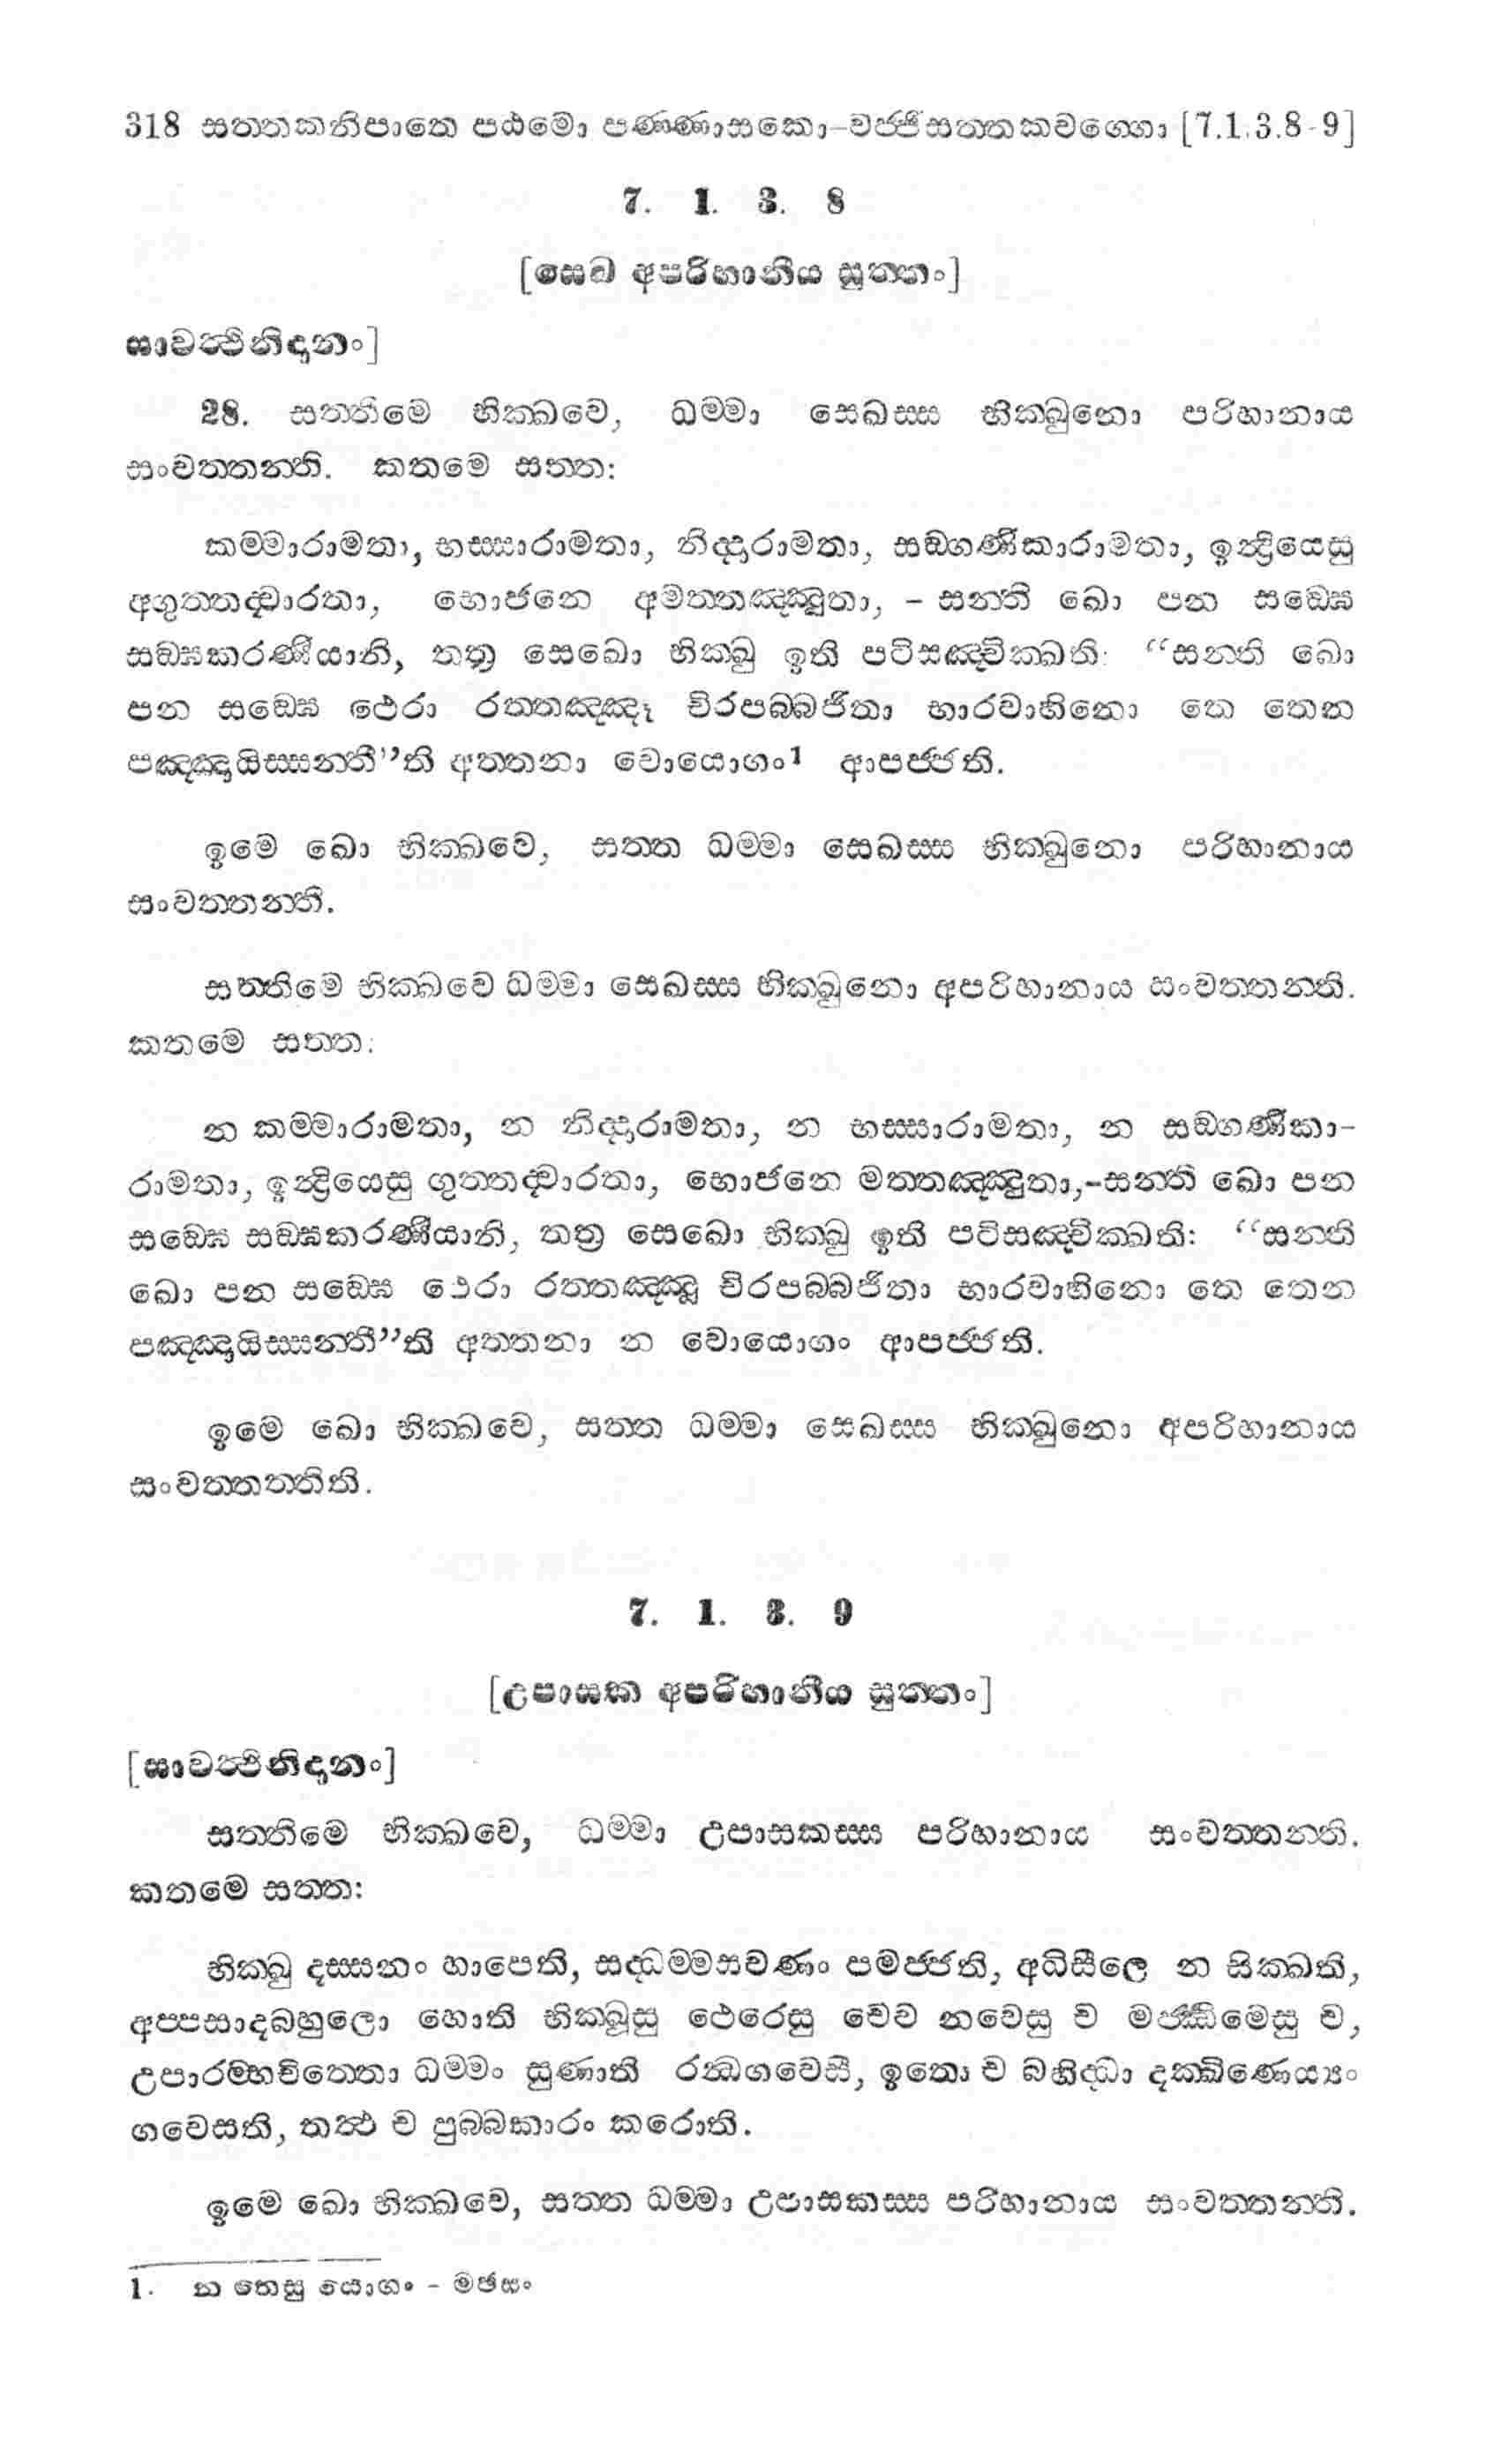 318 සත්තකනිපාතෙ පඨමො පණ්ණාසකො-වජ්ජිසත්තකවග්ගො [7.1.3.8-9]
7. 1. 3. 8
[සෙඛ අපරිහානීය සුත්තං]
සාවත්ථිනිදානං]
28. සත්තිමෙ භික්ඛවෙ, ධම්මා සෙඛස්ස භික්ඛුනො පරිහානාය
සංවත්තන්ති. කතමෙ සත්ත:
කම්මාරාමතා, භස්සාරාමතා, නිද්දාරාමතා, සඞ්ගණිකාරාමතා, ඉන්ද්‍රියෙසු
අගුත්තද්වාරතා, භොජනෙ අමත්තඤ්ඤුතා, - සන්ති ඛො පන සඞ්ඝෙ
සඞ්ඝකරණීයානි, තත්‍ර සෙඛො භික්ඛු ඉති පටිසඤ්චික්ඛති: “සන්ති ඛො
පන සඞ්ඝෙ ථෙරා රත්තඤ්ඤූ චිරපබ්බජිතා භාරවාහිනො තෙ තෙන
පඤ්ඤායිස්සන්තී”ති අත්තනා වොයොගං1 ආපජ්ජති.
ඉමෙ ඛො භික්ඛවෙ, සත්ත ධම්මා සෙඛස්ස භික්ඛුනො පරිහානාය
සංවත්තන්ති.
සත්තිමෙ භික්ඛවෙ ධම්මා සෙඛස්ස භික්ඛුනො අපරිහානාය සංවත්තන්ති.
කතමෙ සත්ත:
න කම්මාරාමතා, න නිද්දාරාමතා, න භස්සාරාමතා, න සඞ්ගණිකා-
රාමතා, ඉන්ද්‍රියෙසු ගුත්තද්වාරතා, භොජනෙ මත්තඤ්ඤුතා,-සන්ති ඛො පන
සඞ්ඝෙ සඞ්ඝකරණීයානි, තත්‍ර සෙඛො භික්ඛු ඉති පටිසඤ්චික්ඛති: “සන්ති
ඛො පන සඞ්ඝෙ ථෙරා රත්තඤ්ඤූ චිරපබ්බජිතා භාරවාහිනො තෙ තෙන
පඤ්ඤායිස්සන්තී”ති අත්තනා න වොයොගං ආපජ්ජති.
ඉමෙ ඛො භික්ඛවෙ, සත්ත ධම්මා සෙඛස්ස භික්ඛුනො අපරිහානාය
සංවත්තන්තිති.
7. 1. 3. 9
[උපාසක අපරිහානීය සුත්තං]
[සාවත්ථිනිදානං]
සත්තිමෙ භික්ඛවෙ, ධම්මා උපාසකස්ස පරිහානාය සංවත්තන්ති.
කතමෙ සත්ත:
භික්ඛු දස්සනං හාපෙති, සද්ධම්මසවණං පමජ්ජති, අධිසීලෙ න සික්ඛති,
අප්පසාදබහුලො හොති භික්ඛූසු ථෙරෙසු චෙව නවෙසු ච මජ්ඣිමෙසු ච,
උපාරම්භචිත්තො ධම්මං සුණාති රන්ධගවෙසී, ඉතො ච බහිද්ධා දක්ඛිණෙය්‍යං
ගවෙසති, තත්ථ ච පුබ්බකාරං කරොති.
ඉමෙ ඛො භික්ඛවෙ, සත්ත ධම්මා උපාසකස්ස පරිහානාය සංවත්තන්ති.
1. න තෙසු යොගං - මඡසං